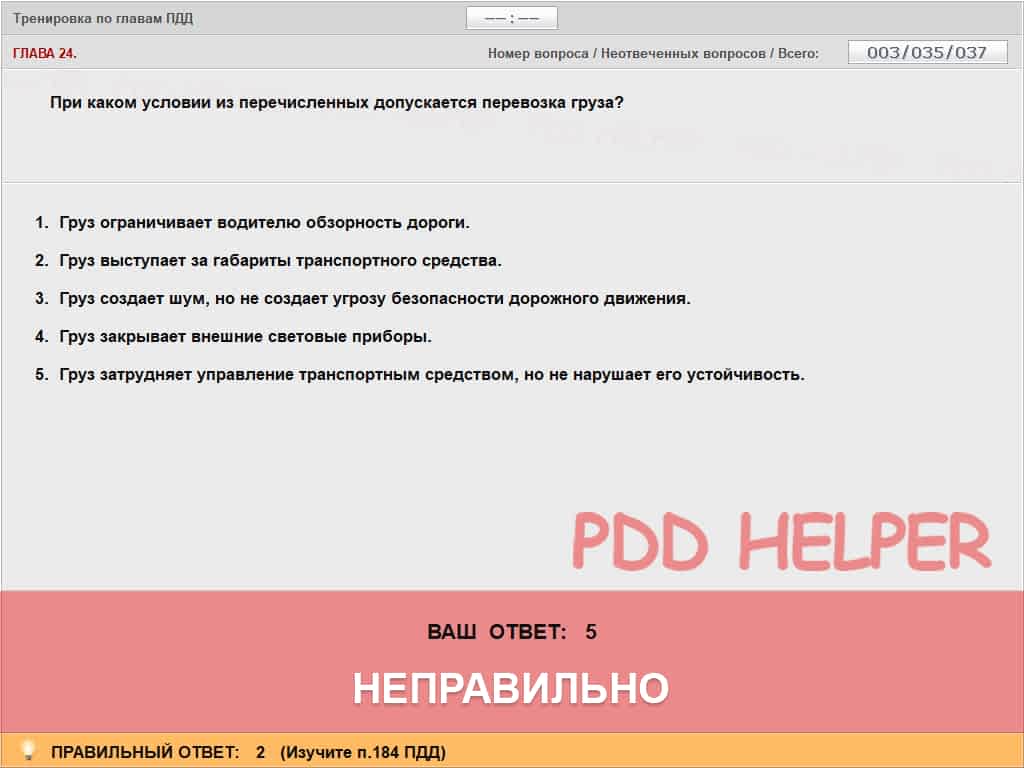 Тренировка по главам ПДД
––:––
ГЛАВА 24.
Номер вопроса / Неотвеченных вопросов / Всего: 003/035/037
При каком условии из перечисленных допускается перевозка груза?
1. Груз ограничивает водителю обзорность дороги.
2. Груз выступает за габариты транспортного средства.
3. Груз создает шум, но не создает угрозу безопасности дорожного движения.
4. Груз закрывает внешние световые приборы.
5. Груз затрудняет управление транспортным средством, но не нарушает его устойчивость.
PDD HELPER
ВАШ ОТВЕТ: 5
НЕПРАВИЛЬНО
ПРАВИЛЬНЫЙ ОТВЕТ: 2 (Изучите п.184 ПДД)